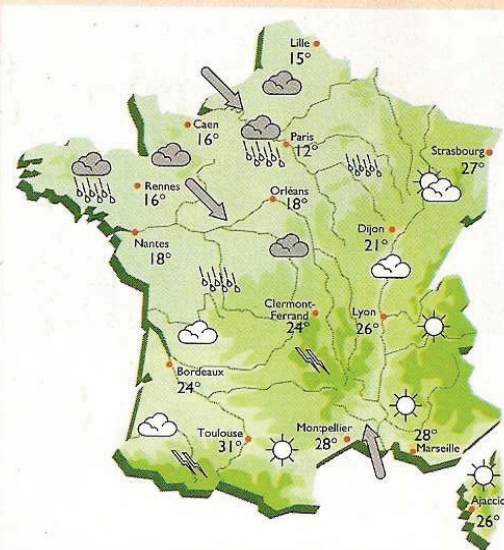 Lille
15°
Caen
16°
Paris
12°
Strasbourg
27°
Rennes
16°
Orléans
18°
Nantes
18°
Dijon
21°
Clermont-
Ferrand
24°
Lyon
26°
Bordeaux
24°
Toulouse
31°
Montpellier
28°
28°
Marseille
Ajaccio
26°